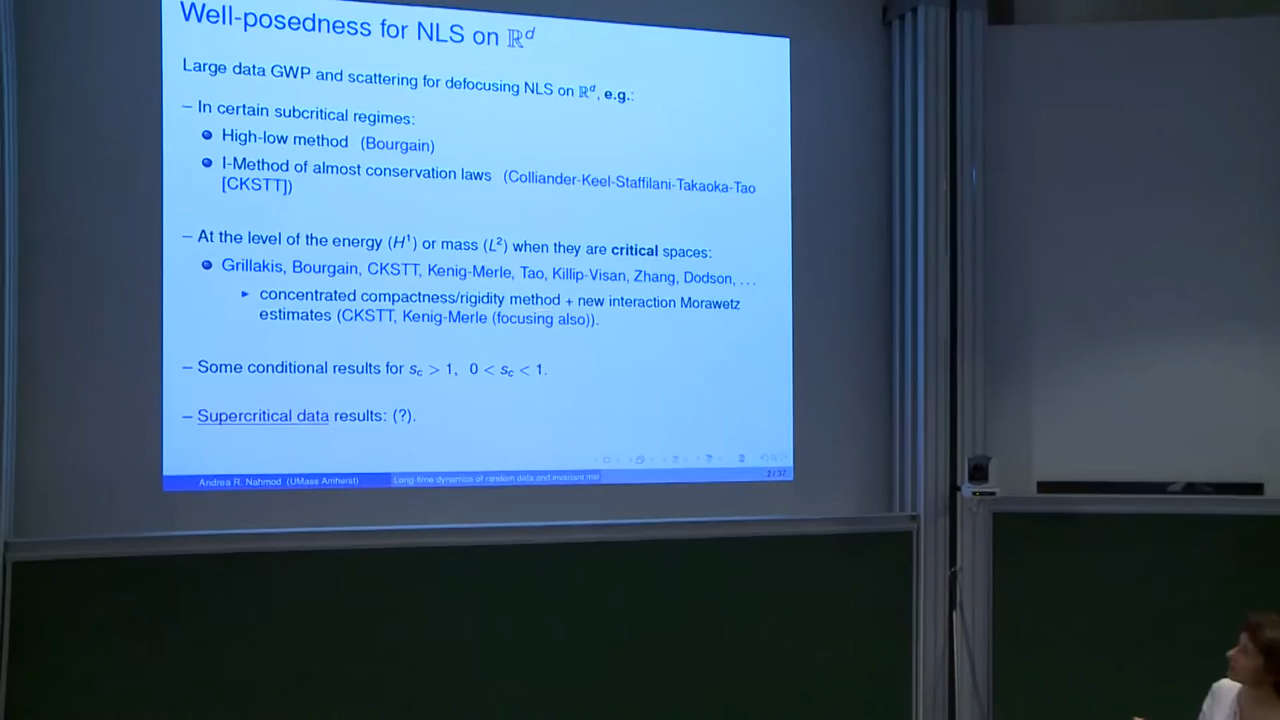 Well-posedness for NLS on ℝᵈ
Large data GWP and scattering for defocusing NLS on ℝᵈ, e.g.:
– In certain subcritical regimes:
High-low method (Bourgain)
I-Method of almost conservation laws (Colliander-Keel-Staffilani-Takaoka-Tao
[CKSTT])
– At the level of the energy (H¹) or mass (L²) when they are critical spaces:
Grillakis, Bourgain, CKSTT, Kenig-Merle, Tao, Killip-Visan, Zhang, Dodson, ...
concentrated compactness/rigidity method + new interaction Morawetz
estimates (CKSTT, Kenig-Merle (focusing also)).
– Some conditional results for s_c > 1, 0 < s_c < 1.
– Supercritical data results: (?).
Andrea R. Nahmod (UMass Amherst) Long-time dynamics of random data and invariant 2 / 37